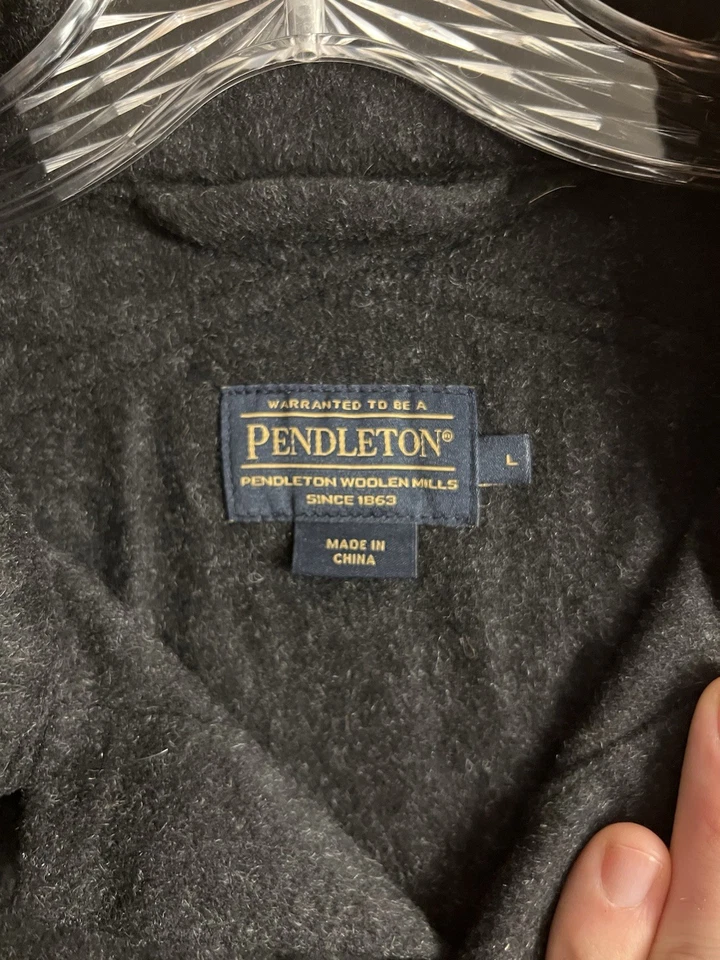 WARRANTED TO BE A
PENDLETON®
PENDLETON WOOLEN MILLS
SINCE 1863
L
MADE IN
CHINA